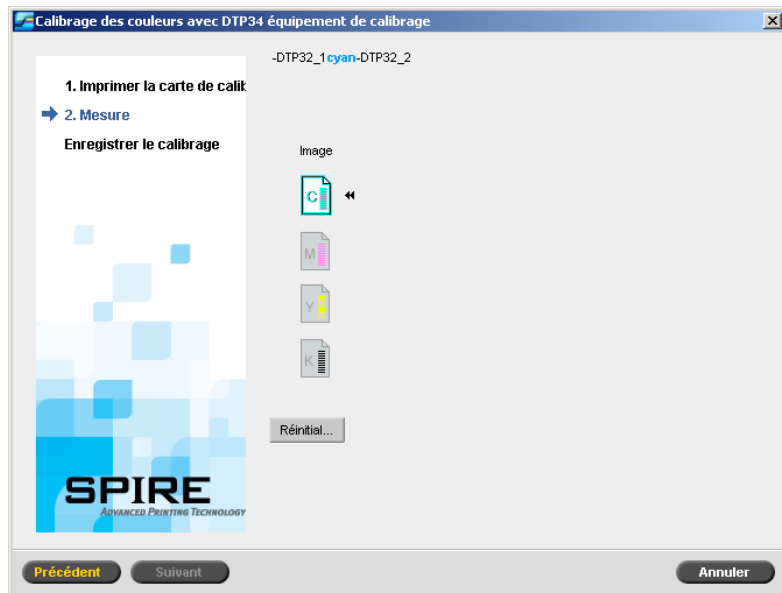 Calibrage des couleurs avec DTP34 équipement de calibrage
-DTP32_1cyan-DTP32_2
1. Imprimer la carte de calib
2. Mesure
Enregistrer le calibrage
Image
C
M
Y
K
Réinitial...
SPIRE
ADVANCED PRINTING TECHNOLOGY
Précédent
Suivant
Annuler